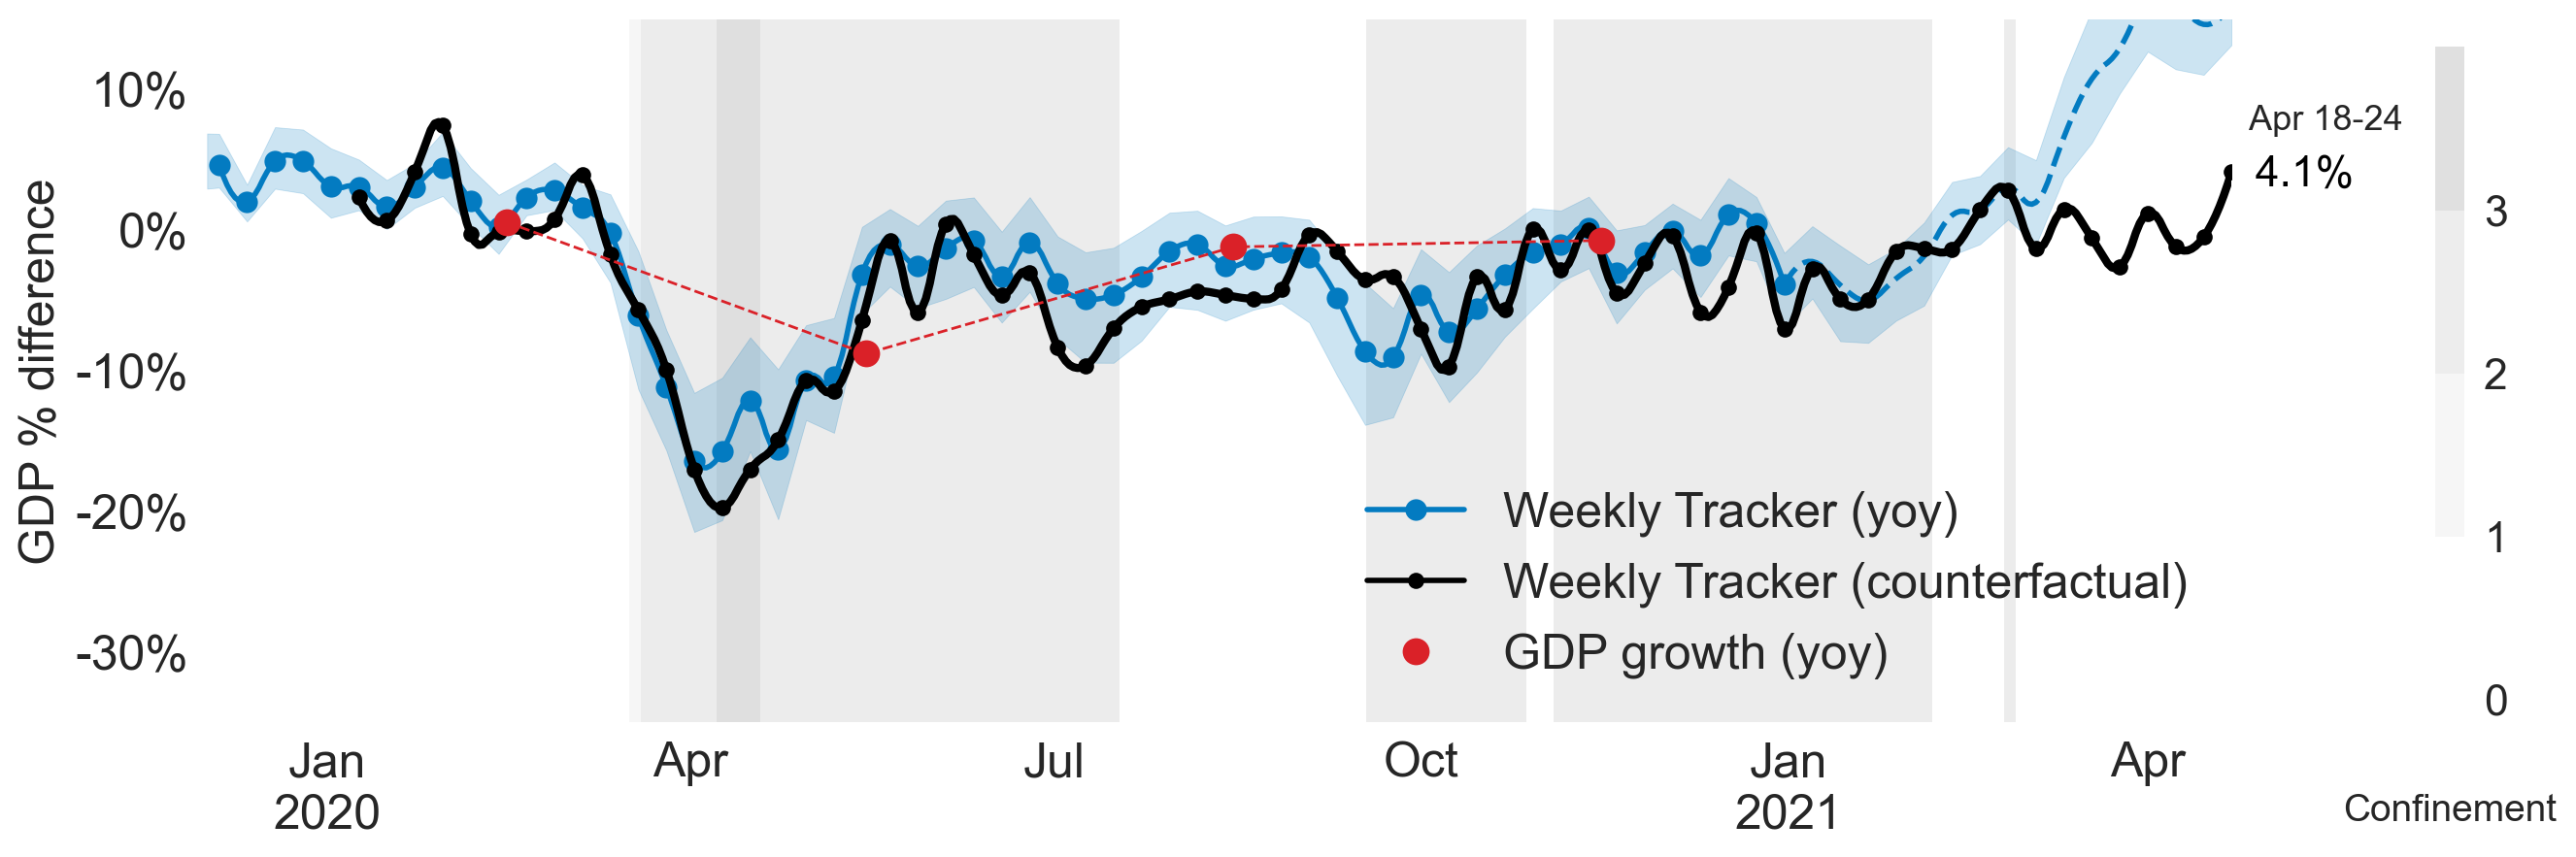 10%
0%
-10%
-20%
-30%
GDP % difference
Apr 18-24
4.1%
Weekly Tracker (yoy)
Weekly Tracker (counterfactual)
GDP growth (yoy)
3
2
1
0
Jan Apr Jul Oct Jan Apr
2020 2021
Confinement